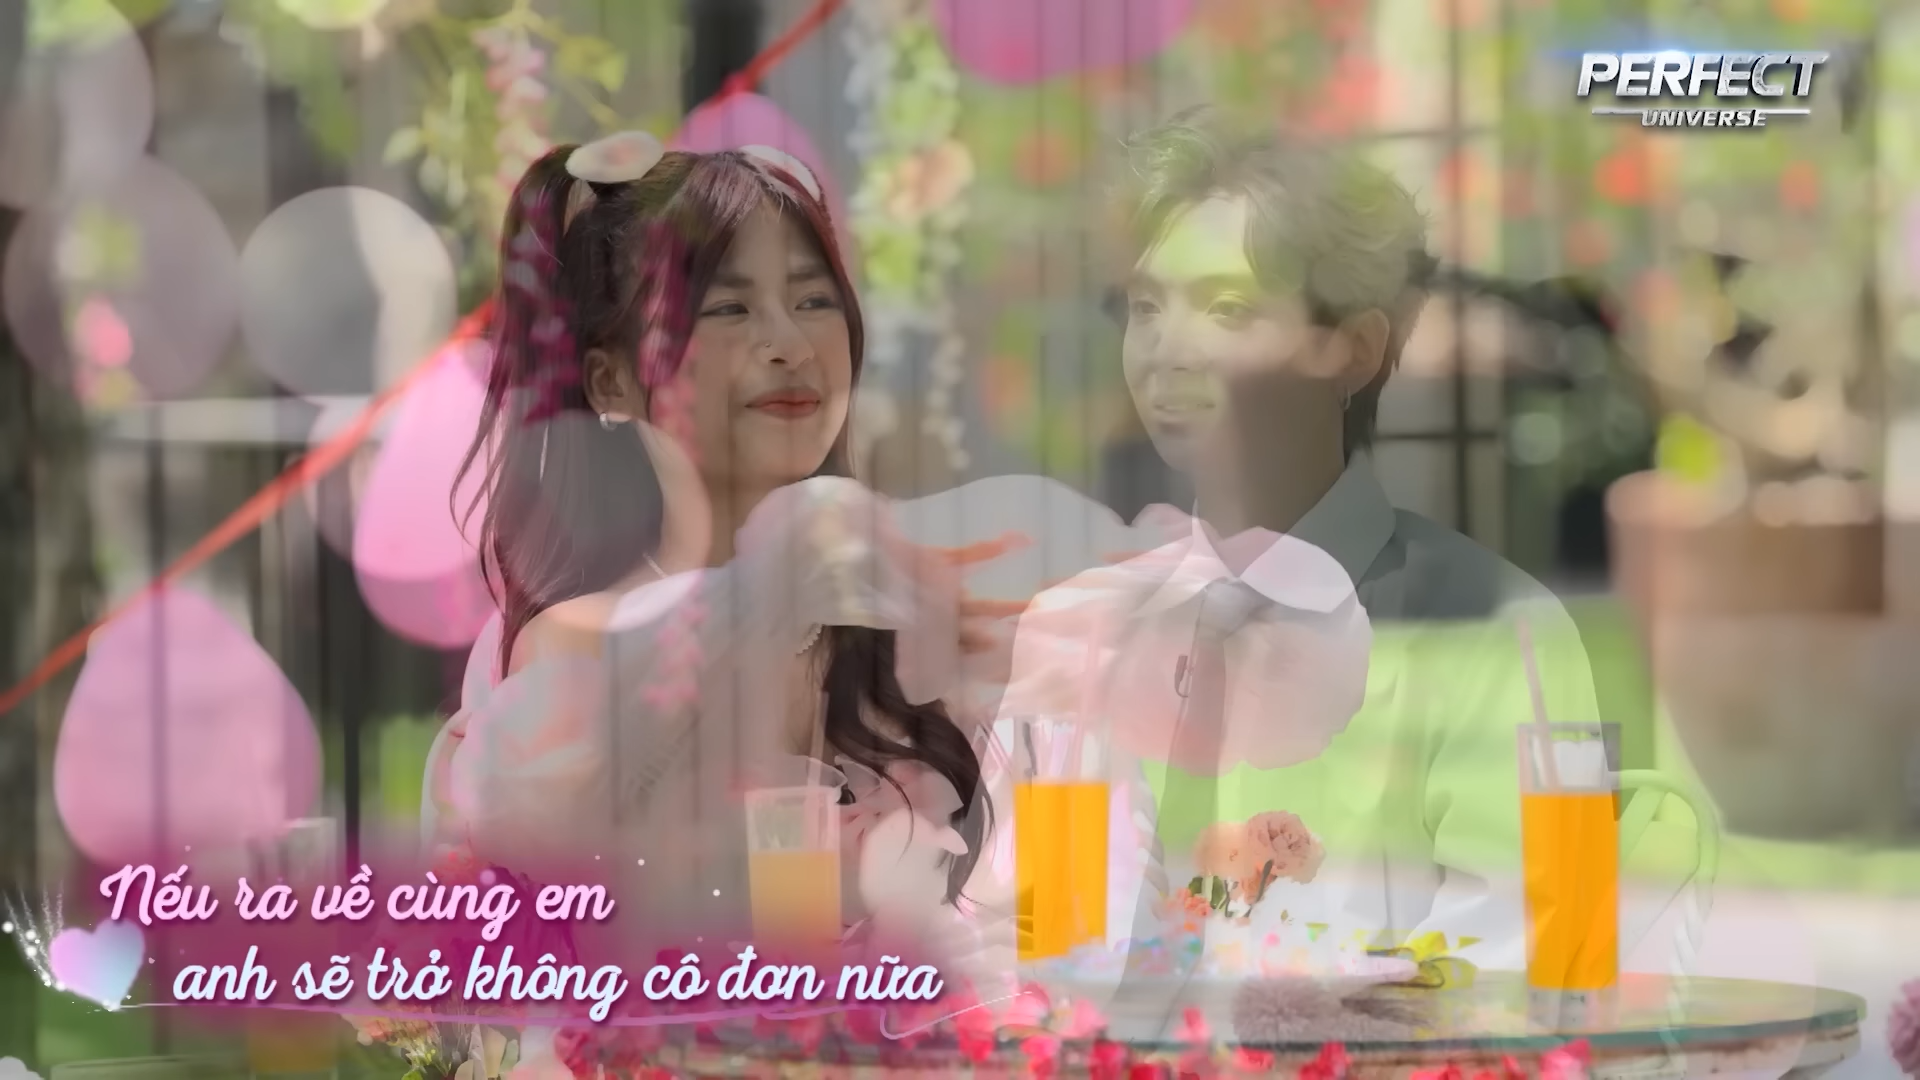 PERFECT
UNIVERSE
Nếu ra về cùng em
anh sẽ trở không cô đơn nữa